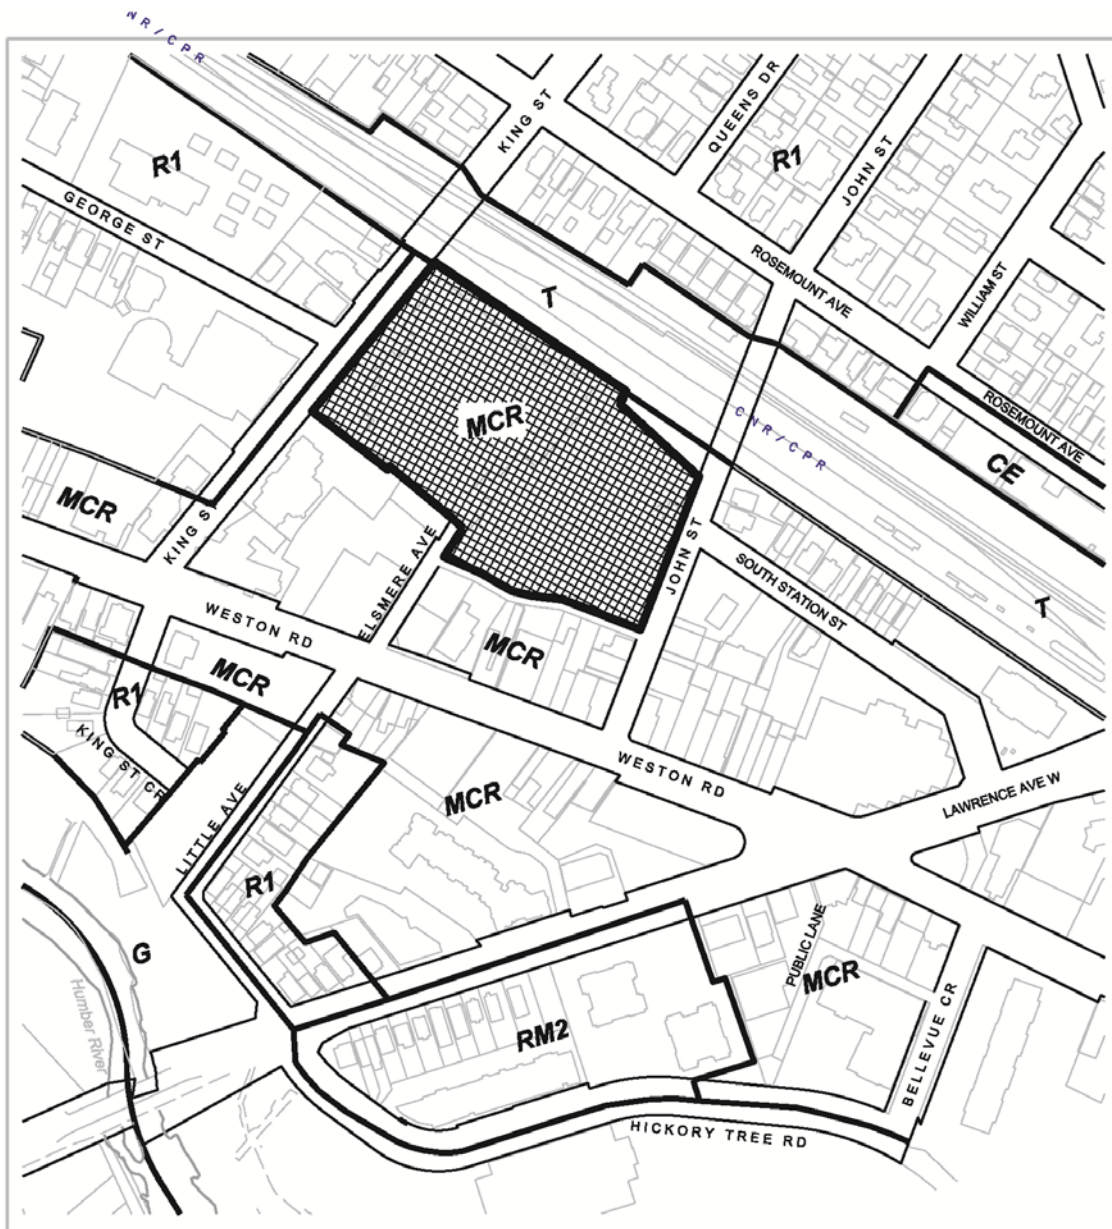 NR/CPR
KING ST
QUEENS DR
R1
R1
JOHN ST
GEORGE ST
ROSEMOUNT AVE
WILLIAM ST
T
MCR
CNR/CPR
ROSEMOUNT AVE
CE
MCR
KING S
JOHN ST
ELSMERE AVE
SOUTH STATION ST
T
WESTON RD
MCR
MCR
R1
KING ST CR
WESTON RD
LAWRENCE AVE W
MCR
LITTLE AVE
R1
PUBLIC LANE
G
MCR
Humber River
BELLEVUE CR
RM2
HICKORY TREE RD